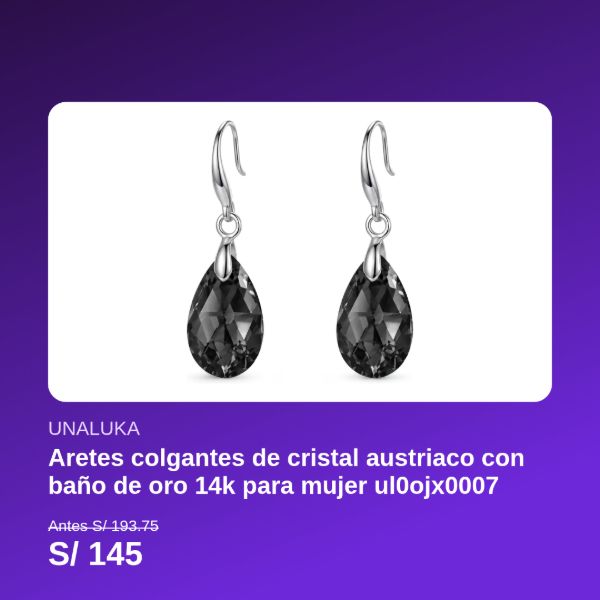 UNALUKA
Aretes colgantes de cristal austriaco con
baño de oro 14k para mujer ul0ojx0007
Antes S/ 193.75
S/ 145